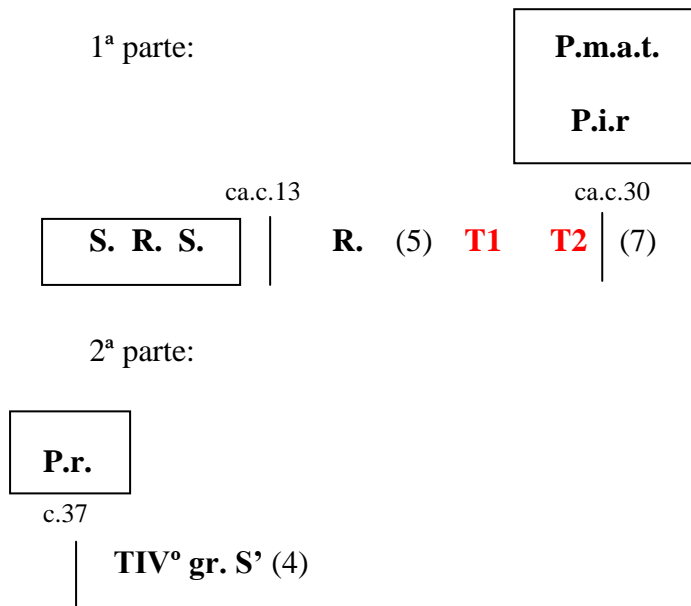 1ª parte:
P.m.a.t.
P.i.r
ca.c.13
ca.c.30
S. R. S. R. (5) T1 T2 (7)
2ª parte:
P.r.
c.37
TIVº gr. S’ (4)